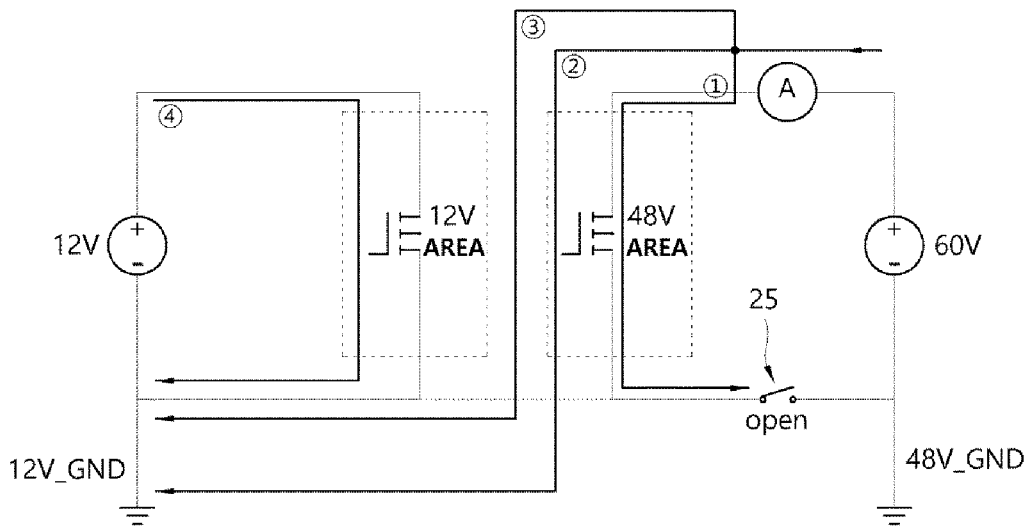 ③
②
①
A
④
12V
+
-
12V
AREA
48V
AREA
+
-
60V
25
open
12V_GND
48V_GND